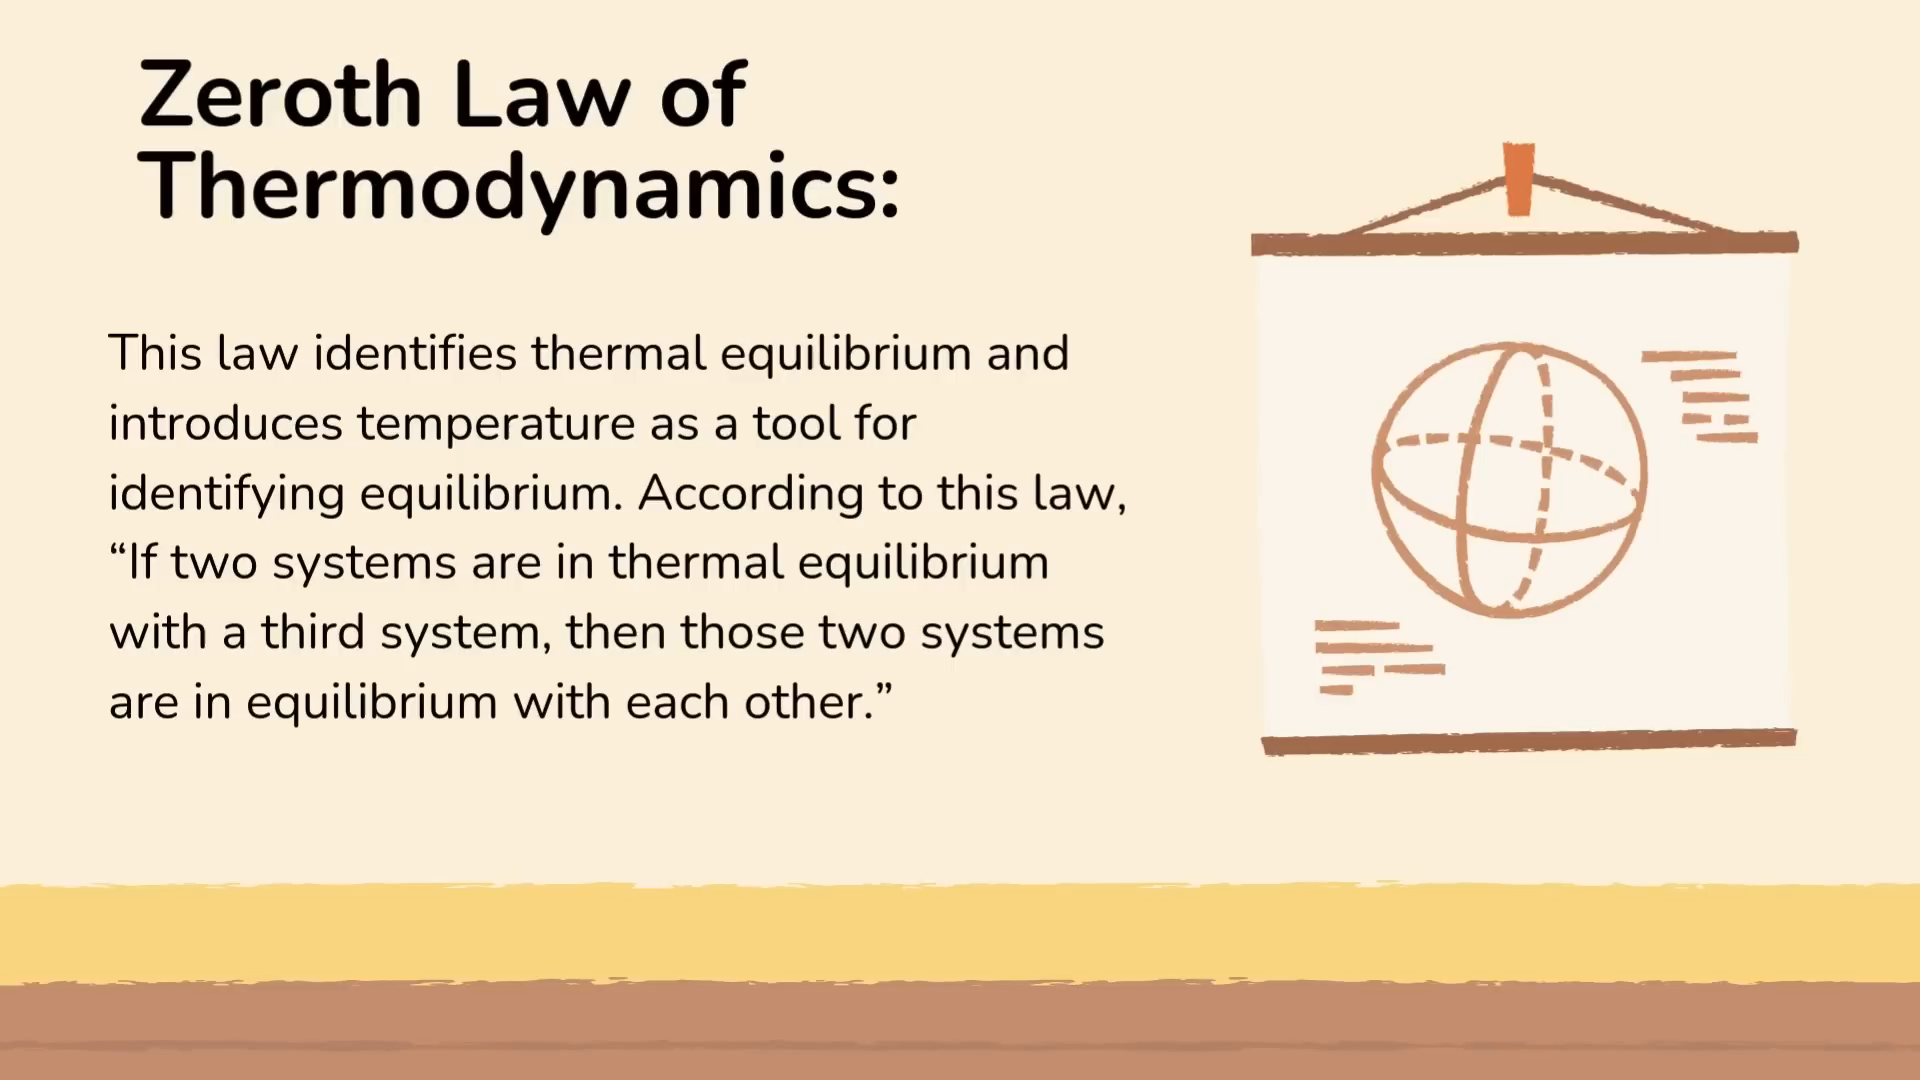 Zeroth Law of
Thermodynamics:
This law identifies thermal equilibrium and
introduces temperature as a tool for
identifying equilibrium. According to this law,
“If two systems are in thermal equilibrium
with a third system, then those two systems
are in equilibrium with each other.”